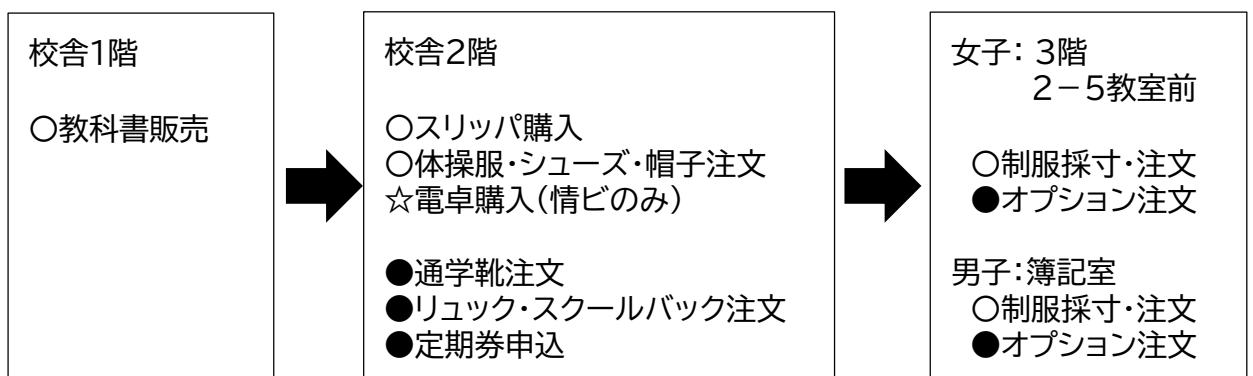 校舎1階
〇教科書販売
校舎2階
〇スリッパ購入
〇体操服・シューズ・帽子注文
☆電卓購入(情ビのみ)
●通学靴注文
●リュック・スクールバック注文
●定期券申込
女子：3階
2－5教室前
〇制服採寸・注文
●オプション注文
男子：簿記室
〇制服採寸・注文
●オプション注文